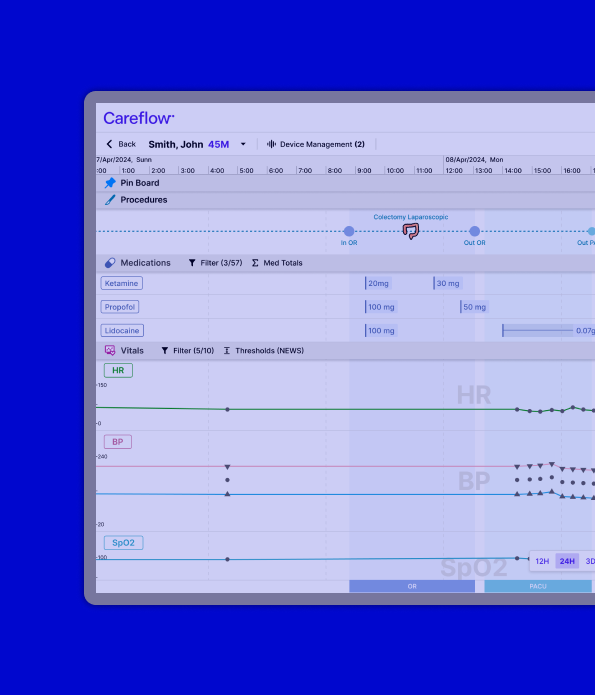 Careflow
Back Smith, John 45M Device Management (2)
7/Apr/2024, Sunn 08/Apr/2024, Mon
:00 1:00 2:00 3:00 4:00 5:00 6:00 7:00 8:00 9:00 10:00 11:00 12:00 13:00 14:00 15:00 16:00
Pin Board
Procedures
Colectomy Laparoscopic
In OR Out OR Out
Medications Filter (3/57) Σ Med Totals
Ketamine 20mg 30 mg
Propofol 100 mg 50 mg
Lidocaine 100 mg 0.07g
Vitals Filter (5/10) Thresholds (NEWS)
HR
150
HR
0
BP
240
BP
20
SpO2
100
SpO2
12H 24H 3D
OR PACU